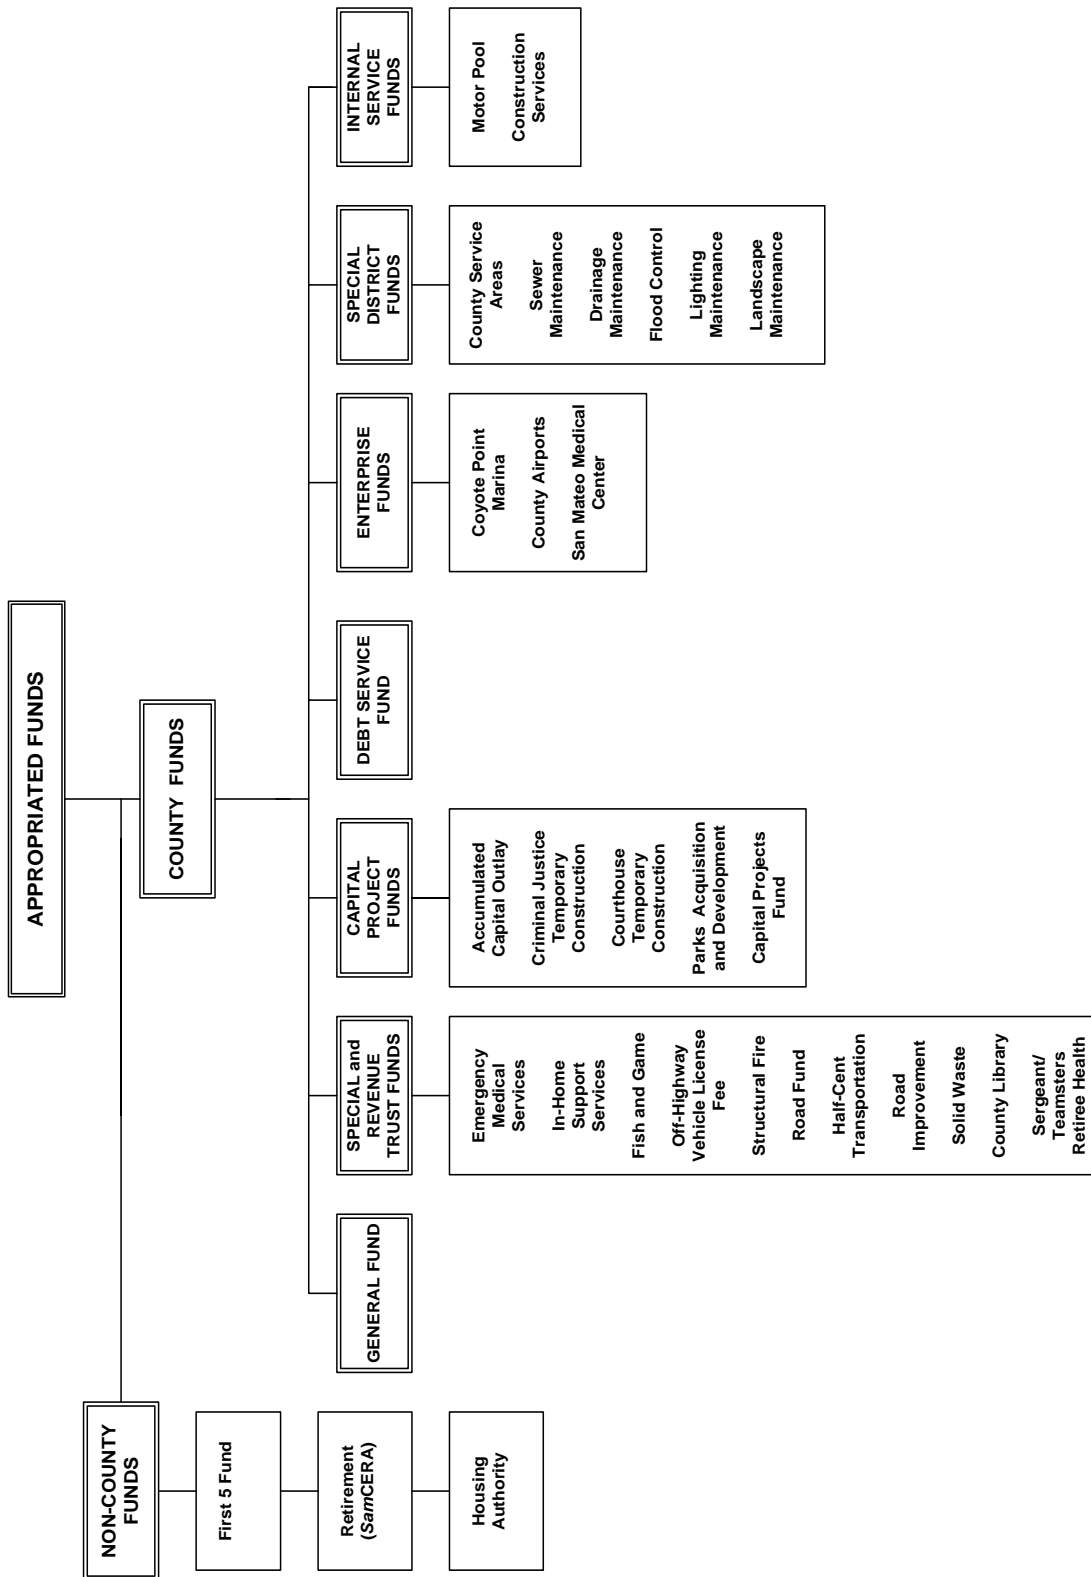 APPROPRIATED FUNDS
NON-COUNTY
FUNDS
First 5 Fund
Retirement
(SamCERA)
Housing
Authority
COUNTY FUNDS
GENERAL FUND
SPECIAL and
REVENUE
TRUST FUNDS
Emergency
Medical
Services
In-Home
Support
Services
Fish and Game
Off-Highway
Vehicle License
Fee
Structural Fire
Road Fund
Half-Cent
Transportation
Road
Improvement
Solid Waste
County Library
Sergeant/
Teamsters
Retiree Health
CAPITAL
PROJECT
FUNDS
Accumulated
Capital Outlay
Criminal Justice
Temporary
Construction
Courthouse
Temporary
Construction
Parks Acquisition
and Development
Capital Projects
Fund
DEBT SERVICE
FUND
ENTERPRISE
FUNDS
Coyote Point
Marina
County Airports
San Mateo Medical
Center
SPECIAL
DISTRICT
FUNDS
County Service
Areas
Sewer
Maintenance
Drainage
Maintenance
Flood Control
Lighting
Maintenance
Landscape
Maintenance
INTERNAL
SERVICE
FUNDS
Motor Pool
Construction
Services